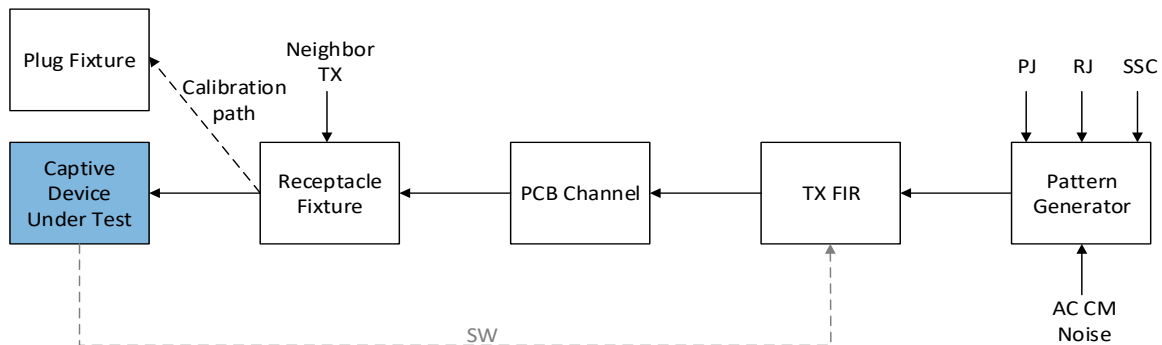 Plug Fixture
Neighbor
TX
Calibration
path
PJ
RJ
SSC
Captive
Device
Under Test
Receptacle
Fixture
PCB Channel
TX FIR
Pattern
Generator
SW
AC CM
Noise